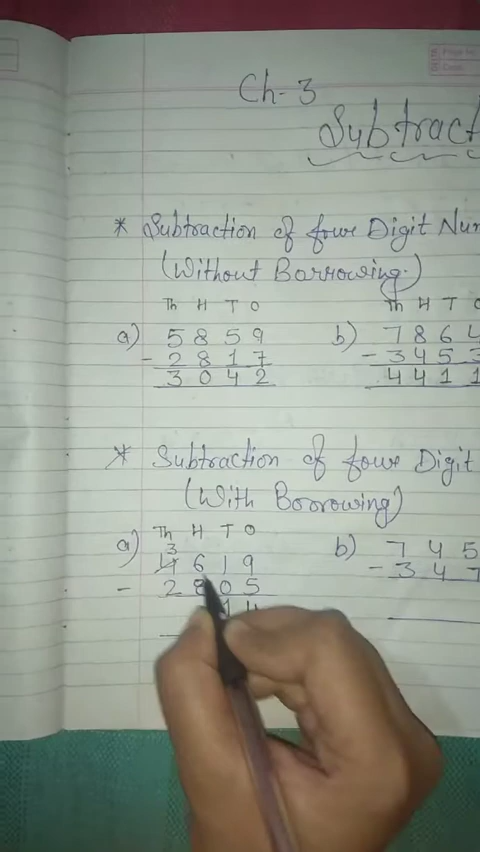 Ch-3
Subtract
* Subtraction of four Digit Num
(Without Borrowing)
Th H T O Th H T O
a) 5 8 5 9 b) 7 8 6 4
- 2 8 1 7 - 3 4 5 3
3 0 4 2 4 4 1 1
* Subtraction of four Digit
(With Borrowing)
Th H T O
3
a) 4 6 1 9 b) 7 4 5
- 2 8 0 5 - 3 4 7
1 4